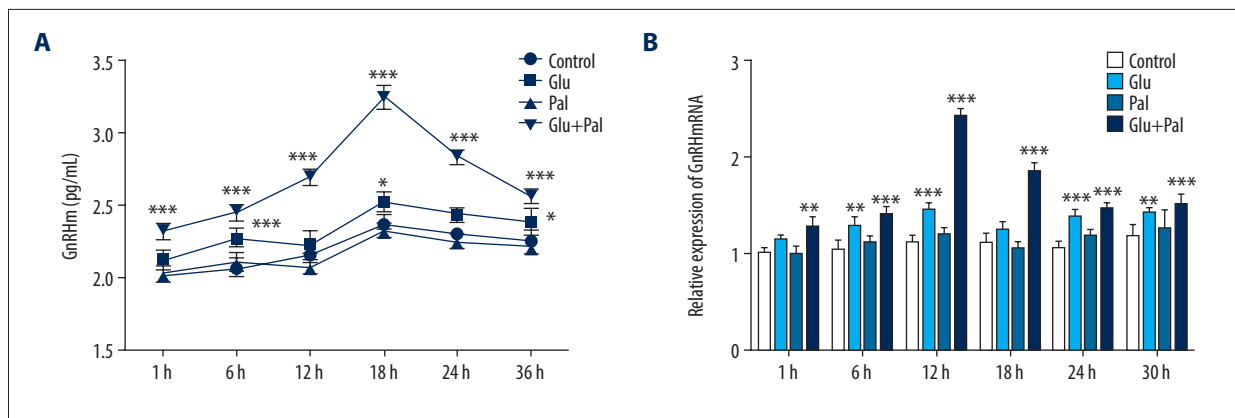 A
GnRHm (pg/mL)
3.5
3.0
2.5
2.0
1.5
1 h 6 h 12 h 18 h 24 h 36 h
Control
Glu
Pal
Glu+Pal
*** *** *** *** *** ***
*** * *
B
Relative expression of GnRHmRNA
3
2
1
0
1 h 6 h 12 h 18 h 24 h 30 h
Control
Glu
Pal
Glu+Pal
** ** *** *** *** *** *** *** ** ***